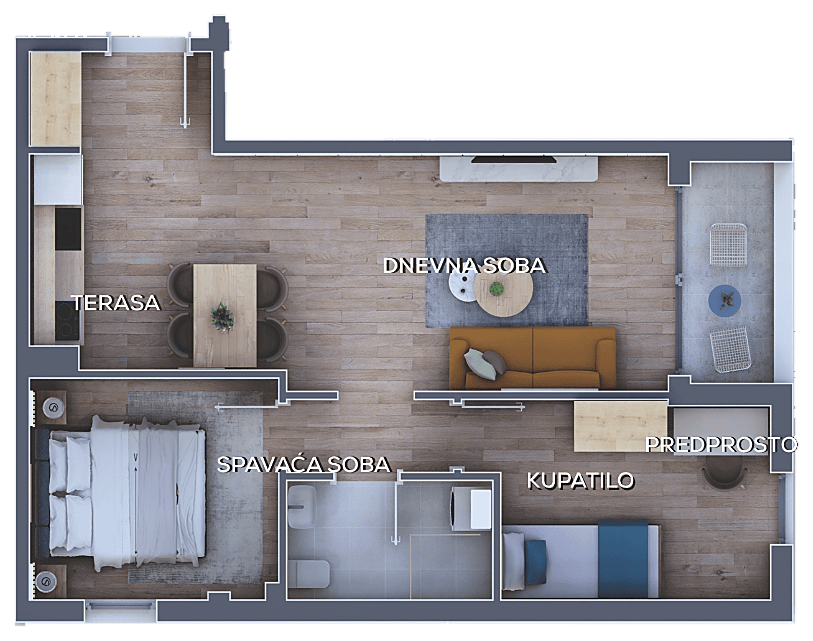 DNEVNA SOBA
TERASA
PREDPROSTO
SPAVAĆA SOBA
KUPATILO